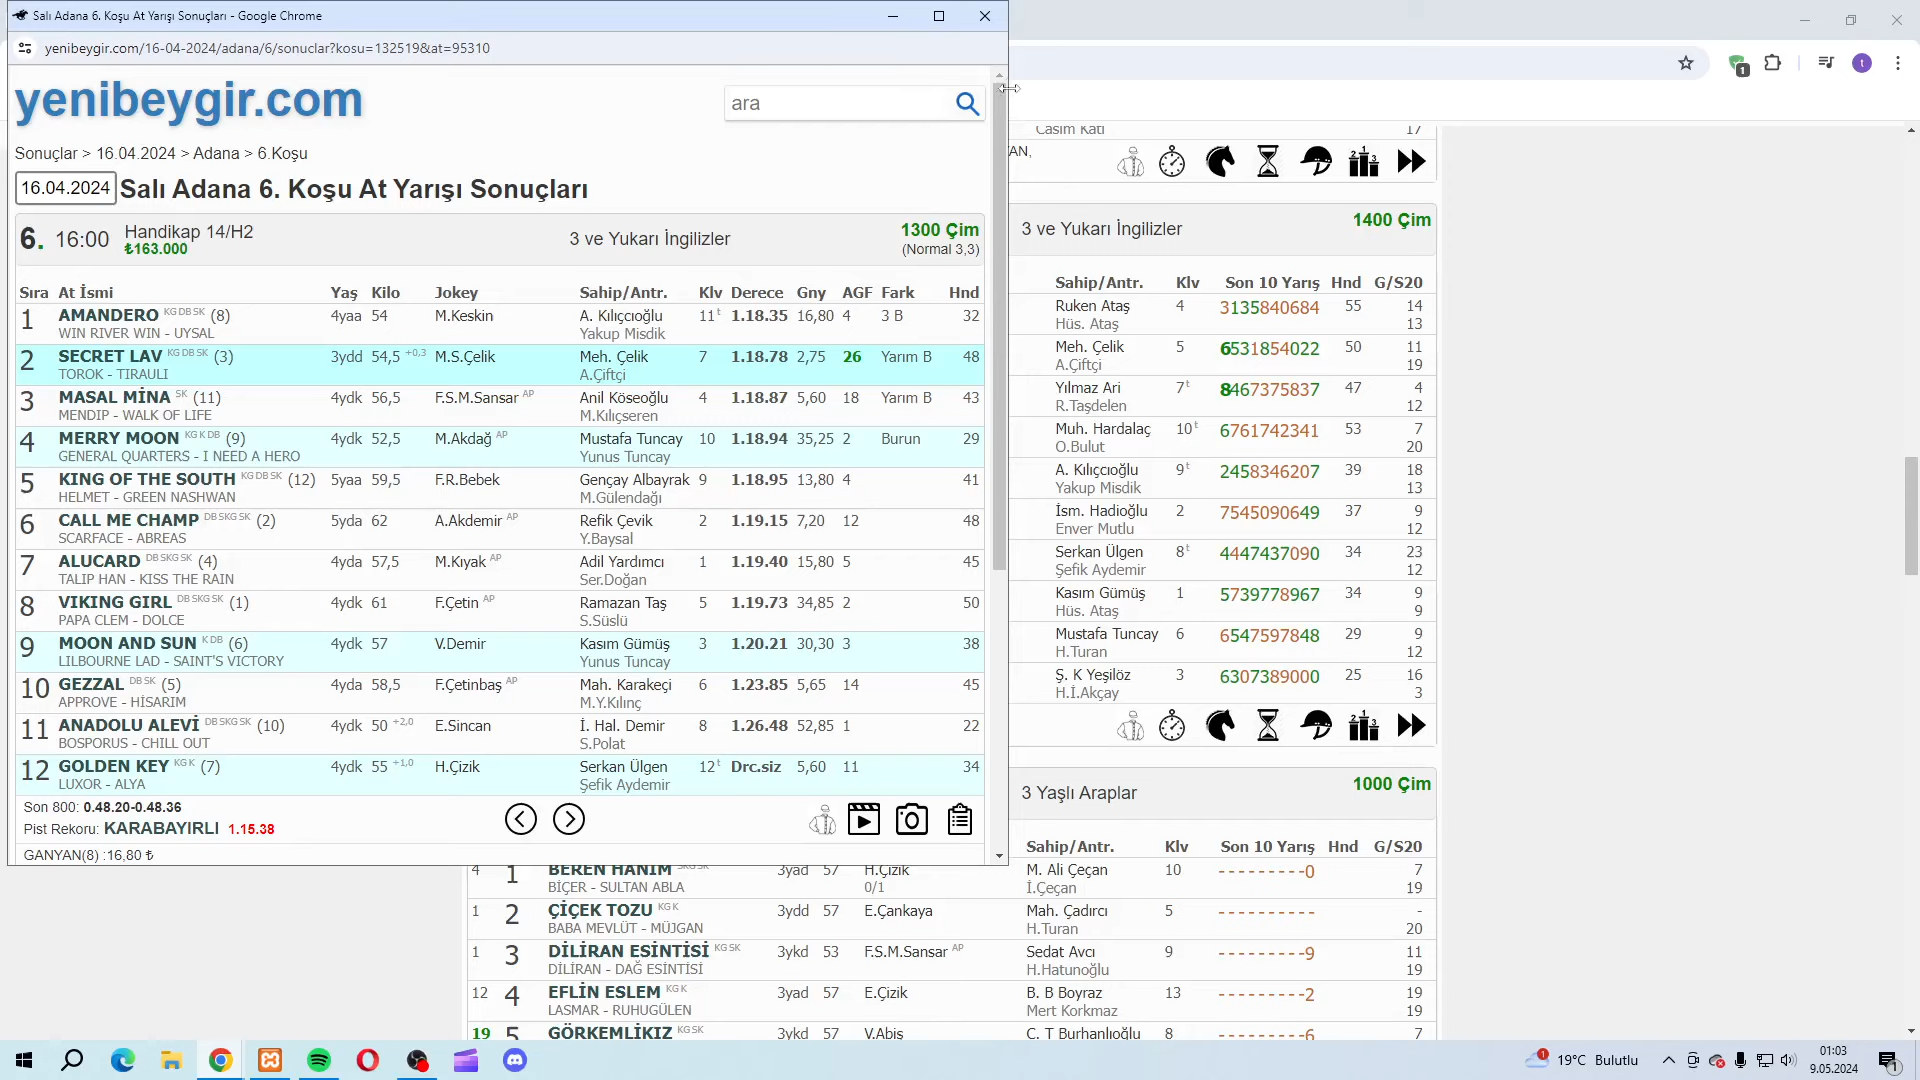 Salı Adana 6. Koşu At Yarışı Sonuçları - Google Chrome
yenibeygir.com/16-04-2024/adana/6/sonuclar?kosu=132519&at=95310
yenibeygir.com
ara
Sonuçlar > 16.04.2024 > Adana > 6.Koşu
16.04.2024 Salı Adana 6. Koşu At Yarışı Sonuçları
6. 16:00 Handikap 14/H2 3 ve Yukarı İngilizler 1300 Çim
₺163.000 (Normal 3,3)
Sıra At İsmi Yaş Kilo Jokey Sahip/Antr. Klv Derece Gny AGF Fark Hnd
1 AMANDERO KG DB SK (8) 4yaa 54 M.Keskin A. Kılıçcıoğlu 11t 1.18.35 16,80 4 3 B 32
WIN RIVER WIN - UYSAL Yakup Misdik
2 SECRET LAV KG DB SK (3) 3ydd 54,5 +0,3 M.S.Çelik Meh. Çelik 7 1.18.78 2,75 26 Yarım B 48
TOROK - TIRAULI A.Çiftçi
3 MASAL MİNA SK (11) 4ydk 56,5 F.S.M.Sansar AP Anil Köseoğlu 4 1.18.87 5,60 18 Yarım B 43
MENDIP - WALK OF LIFE M.Kılıçseren
4 MERRY MOON KG K DB (9) 4ydk 52,5 M.Akdağ AP Mustafa Tuncay 10 1.18.94 35,25 2 Burun 29
GENERAL QUARTERS - I NEED A HERO Yunus Tuncay
5 KING OF THE SOUTH KG DB SK (12) 5yaa 59,5 F.R.Bebek Gençay Albayrak 9 1.18.95 13,80 4 41
HELMET - GREEN NASHWAN M.Gülendağı
6 CALL ME CHAMP DB SKG SK (2) 5yda 62 A.Akdemir AP Refik Çevik 2 1.19.15 7,20 12 48
SCARFACE - ABREAS Y.Baysal
7 ALUCARD DB SKG SK (4) 4yda 57,5 M.Kıyak AP Adil Yardımcı 1 1.19.40 15,80 5 45
TALIP HAN - KISS THE RAIN Ser.Doğan
8 VIKING GIRL DB SKG SK (1) 4ydk 61 F.Çetin AP Ramazan Taş 5 1.19.73 34,85 2 50
PAPA CLEM - DOLCE S.Süslü
9 MOON AND SUN K DB (6) 4ydk 57 V.Demir Kasım Gümüş 3 1.20.21 30,30 3 38
LILBOURNE LAD - SAINT'S VICTORY Yunus Tuncay
10 GEZZAL DB SK (5) 4yda 58,5 F.Çetinbaş AP Mah. Karakeçi 6 1.23.85 5,65 14 45
APPROVE - HİSARIM M.Y.Kılınç
11 ANADOLU ALEVİ DB SKG SK (10) 4ydk 50 +2,0 E.Sincan İ. Hal. Demir 8 1.26.48 52,85 1 22
BOSPORUS - CHILL OUT S.Polat
12 GOLDEN KEY KG K (7) 4ydk 55 +1,0 H.Çizik Serkan Ülgen 12t Drc.siz 5,60 11 34
LUXOR - ALYA Şefik Aydemir
Son 800: 0.48.20-0.48.36
Pist Rekoru: KARABAYIRLI 1.15.38
GANYAN(8) :16,80 ₺
1
t
Casim Katı 17
AN,
3 ve Yukarı İngilizler 1400 Çim
Sahip/Antr. Klv Son 10 Yarış Hnd G/S20
Ruken Ataş 4 3135840684 55 14
Hüs. Ataş 13
Meh. Çelik 5 6531854022 50 11
A.Çiftçi 19
Yılmaz Ari 7t 8467375837 47 4
R.Taşdelen 12
Muh. Hardalaç 10t 6761742341 53 7
O.Bulut 20
A. Kılıçcıoğlu 9t 2458346207 39 18
Yakup Misdik 13
İsm. Hadioğlu 2 7545090649 37 9
Enver Mutlu 12
Serkan Ülgen 8t 4447437090 34 23
Şefik Aydemir 12
Kasım Gümüş 1 5739778967 34 9
Hüs. Ataş 9
Mustafa Tuncay 6 6547597848 29 9
H.Turan 12
Ş. K Yeşilöz 3 6307389000 25 16
H.İ.Akçay 3
3 Yaşlı Araplar 1000 Çim
Sahip/Antr. Klv Son 10 Yarış Hnd G/S20
4 1 BEREN HANIM SKG SK 3yad 57 H.Çizik M. Ali Çeçan 10 ---------0 7
BİÇER - SULTAN ABLA 0/1 İ.Çeçan 19
1 2 ÇİÇEK TOZU KG K 3ydd 57 E.Çankaya Mah. Çadırcı 5 ---------- -
BABA MEVLÜT - MÜJGAN H.Turan 20
1 3 DİLİRAN ESİNTİSİ KG SK 3ykd 53 F.S.M.Sansar AP Sedat Avcı 9 ---------9 11
DİLİRAN - DAĞ ESİNTİSİ H.Hatunoğlu 19
12 4 EFLİN ESLEM KG K 3yad 57 E.Çizik B. B Boyraz 13 ---------2 19
LASMAR - RUHUGÜLEN Mert Korkmaz 19
19 5 GÖRKEMLİKIZ KG SK 3ykd 57 V.Abiş C. T Burhanlıoğlu 8 ---------6 7
1 19°C Bulutlu 01:03
9.05.2024 1